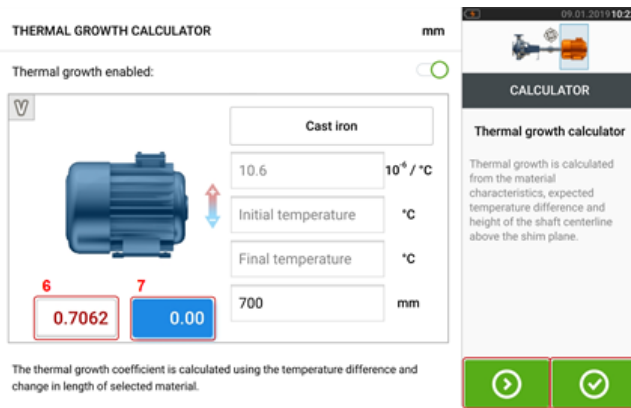 THERMAL GROWTH CALCULATOR mm
Thermal growth enabled:
V
Cast iron
10.6 10⁻⁶ / °C
Initial temperature °C
Final temperature °C
6 7
0.7062 0.00
700 mm
The thermal growth coefficient is calculated using the temperature difference and
change in length of selected material.
09.01.2019 10:2
CALCULATOR
Thermal growth calculator
Thermal growth is calculated
from the material
characteristics, expected
temperature difference and
height of the shaft centerline
above the shim plane.